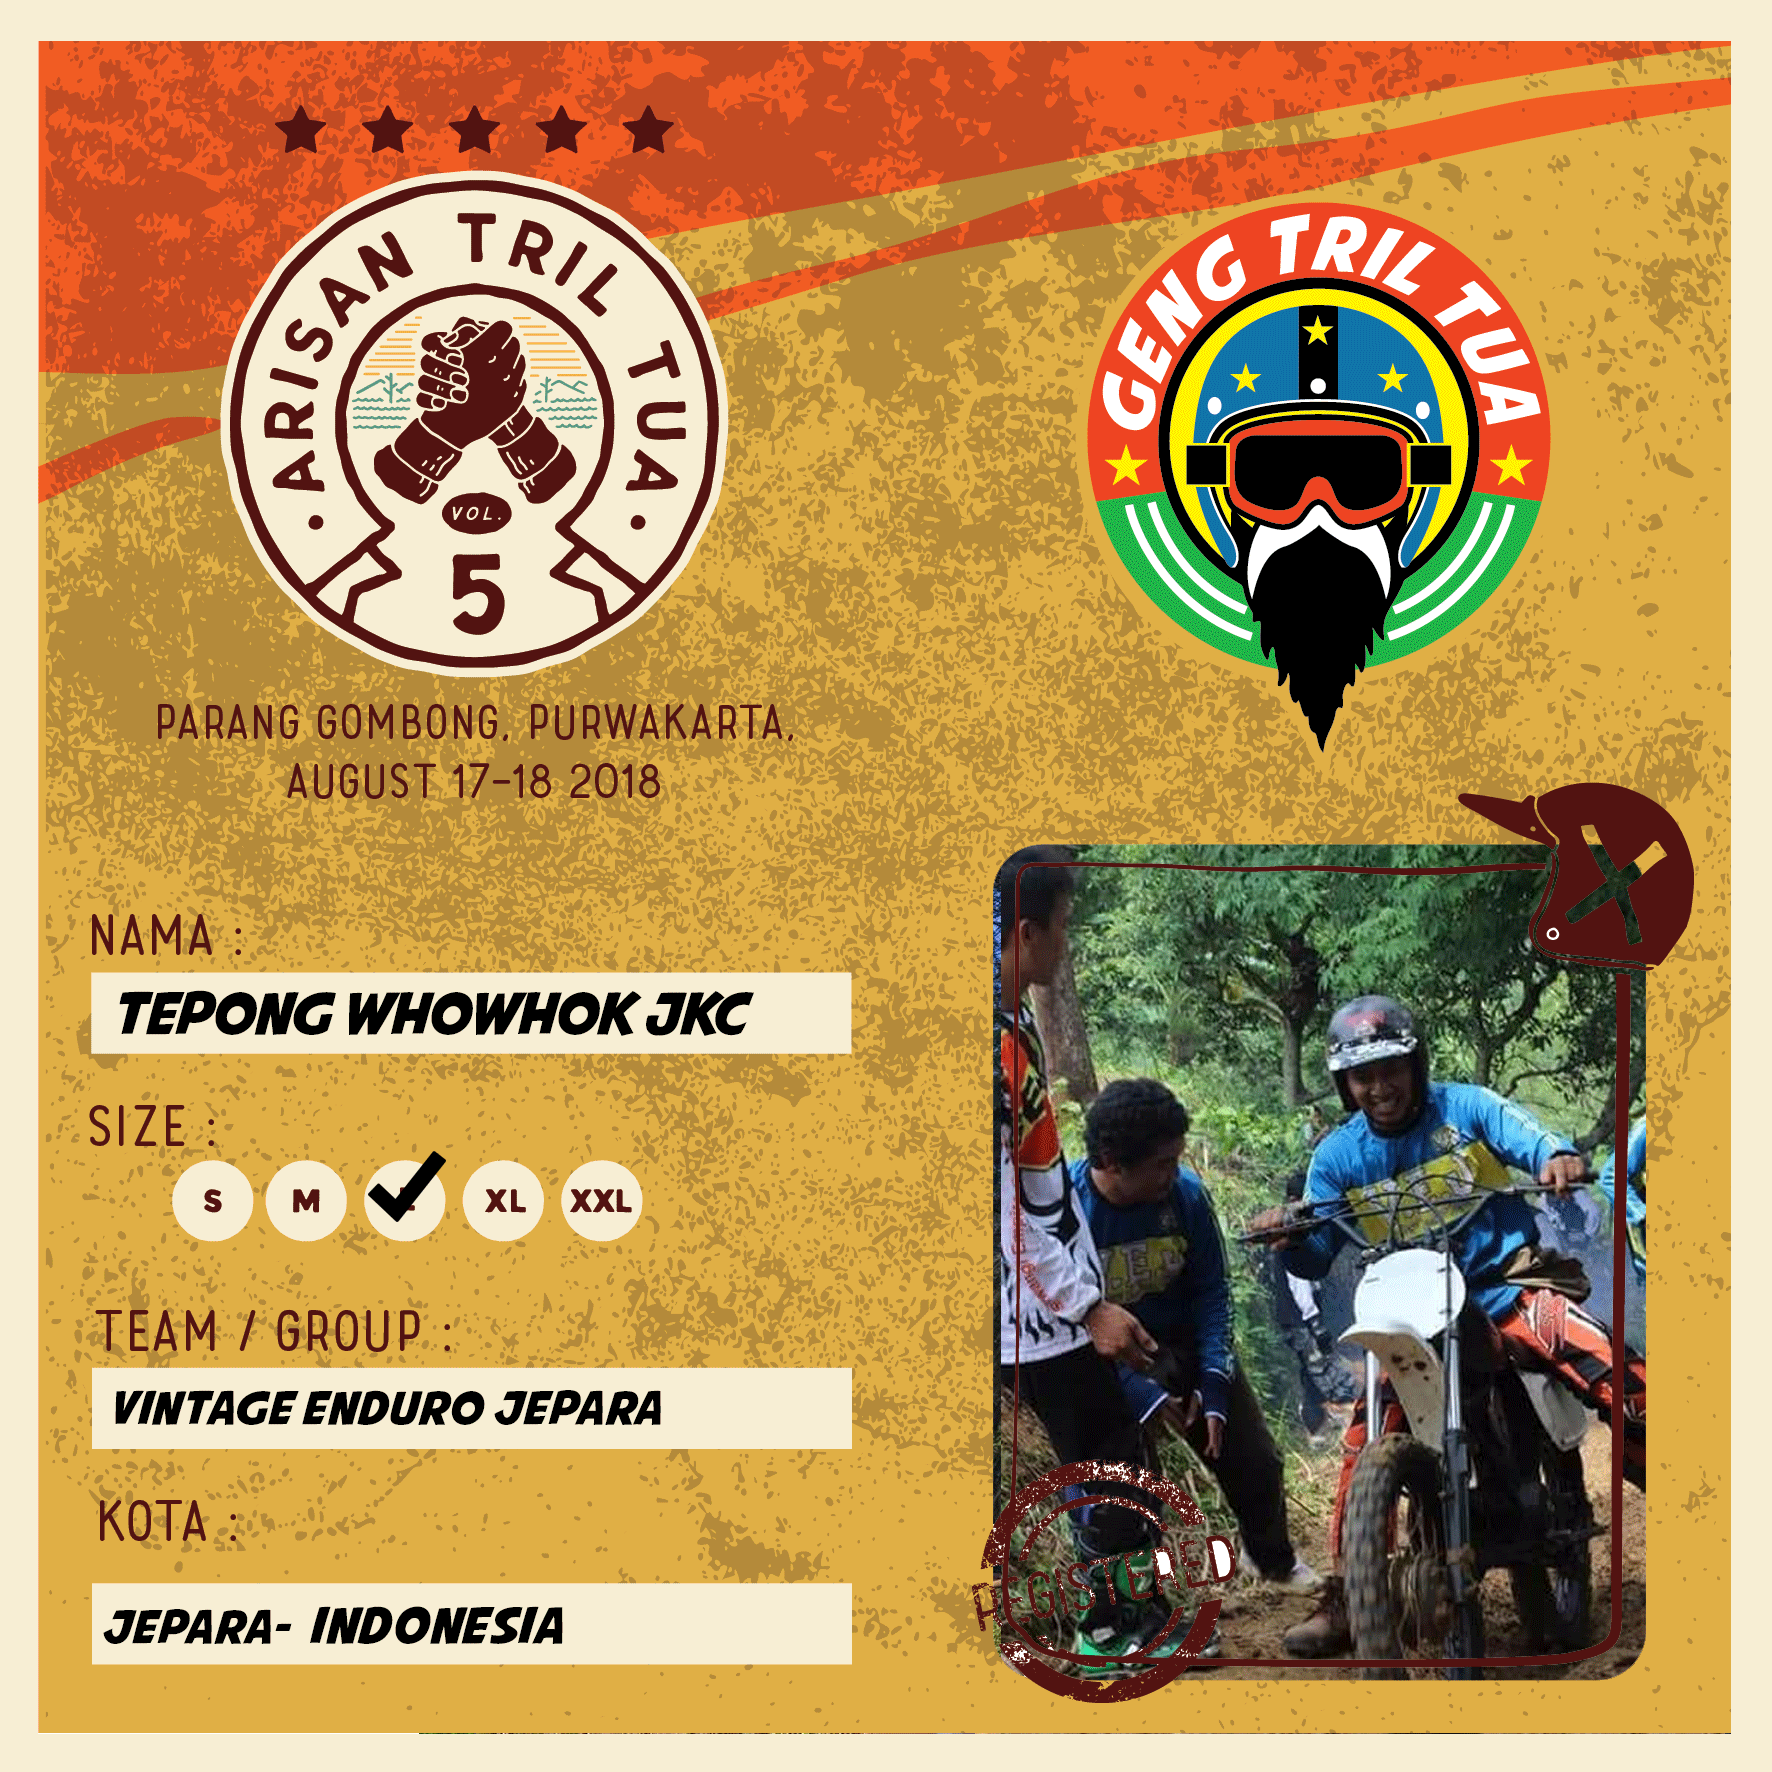 ARISAN TRIL TUA
VOL.
5
GENG TRIL TUA
PARANG GOMBONG, PURWAKARTA,
AUGUST 17-18 2018
NAMA :
TEPONG WHOWHOK JKC
SIZE :
S M XL XXL
TEAM / GROUP :
VINTAGE ENDURO JEPARA
KOTA :
JEPARA- INDONESIA
REGISTERED